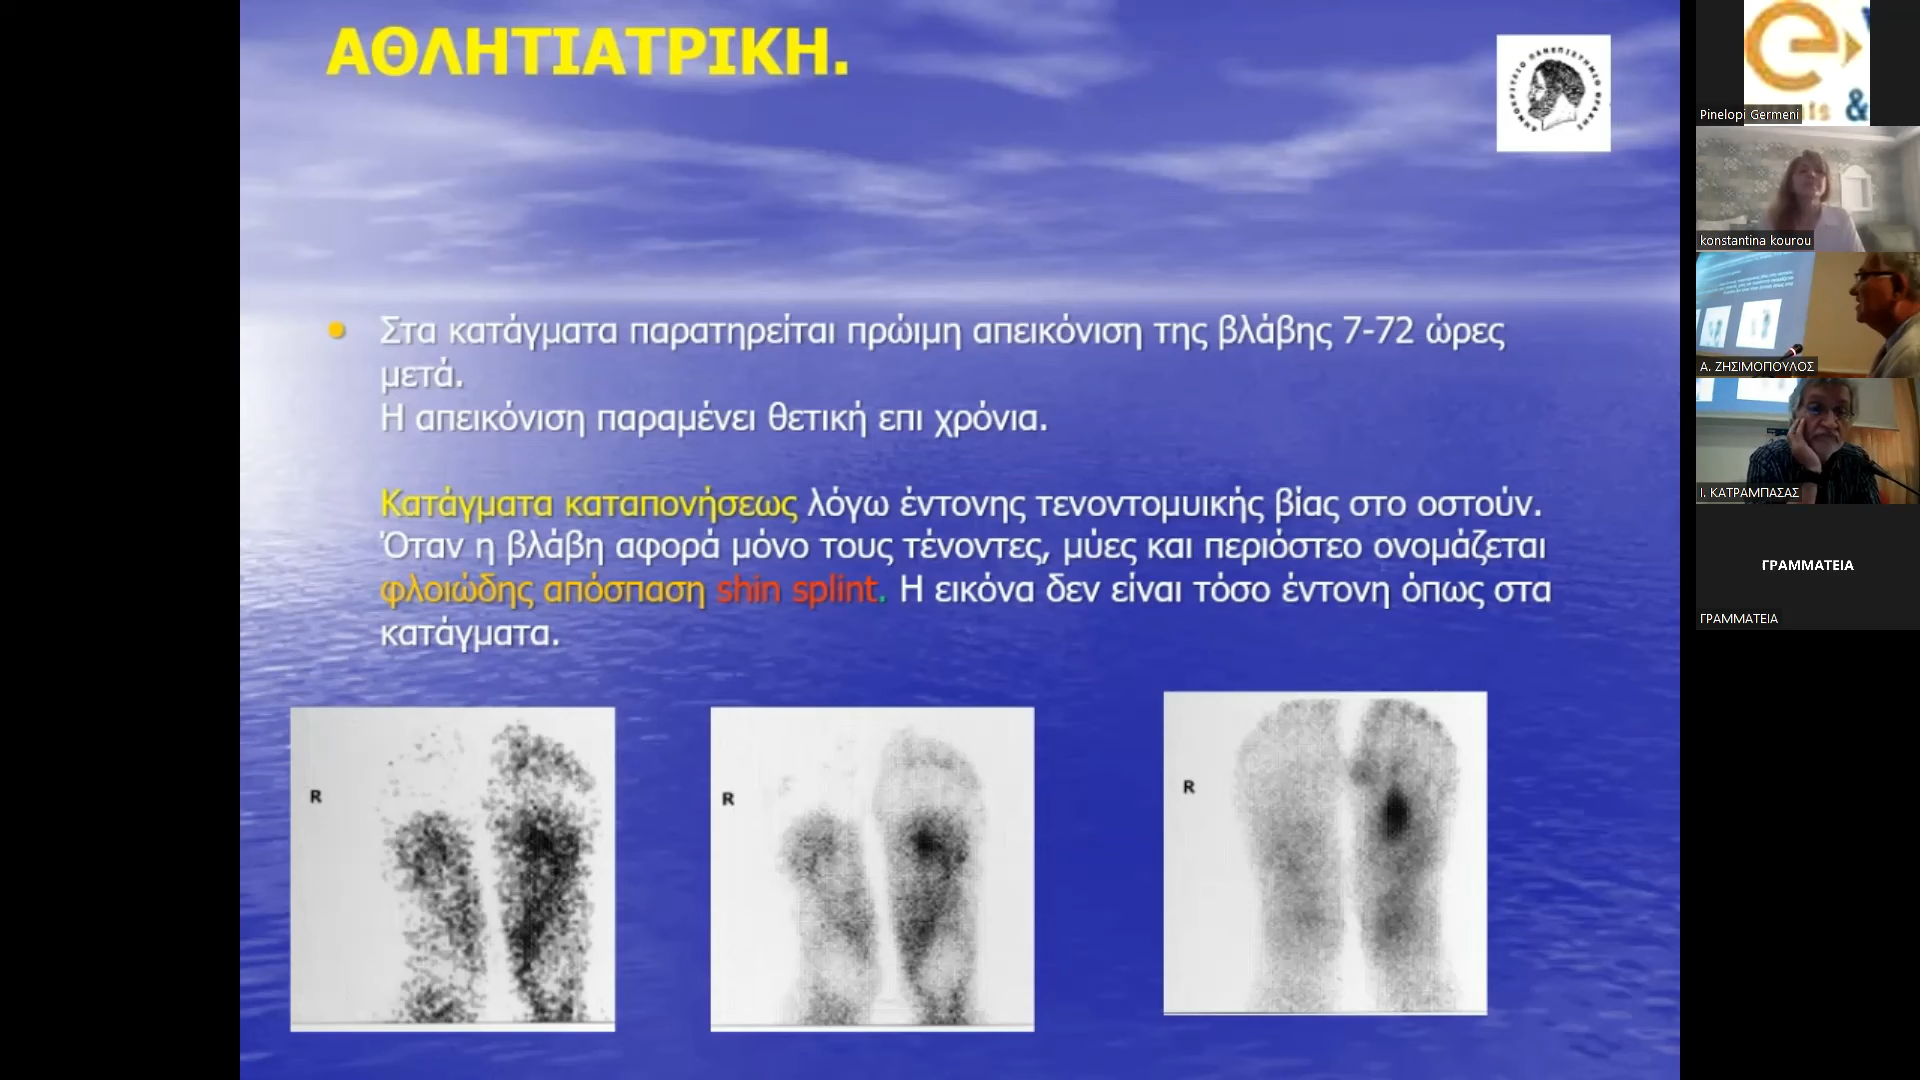 ΑΘΛΗΤΙΑΤΡΙΚΗ.
Στα κατάγματα παρατηρείται πρώιμη απεικόνιση της βλάβης 7-72 ώρες
μετά.
Η απεικόνιση παραμένει θετική επι χρόνια.
Κατάγματα καταπονήσεως λόγω έντονης τενοντομυικής βίας στο οστούν.
Όταν η βλάβη αφορά μόνο τους τένοντες, μύες και περιόστεο ονομάζεται
φλοιώδης απόσπαση shin splint. Η εικόνα δεν είναι τόσο έντονη όπως στα
κατάγματα.
R
R
R
Pinelopi Germeni
konstantina kourou
Α. ΖΗΣΙΜΟΠΟΥΛΟΣ
Ι. ΚΑΤΡΑΜΠΑΣΑΣ
ΓΡΑΜΜΑΤΕΙΑ
ΓΡΑΜΜΑΤΕΙΑ